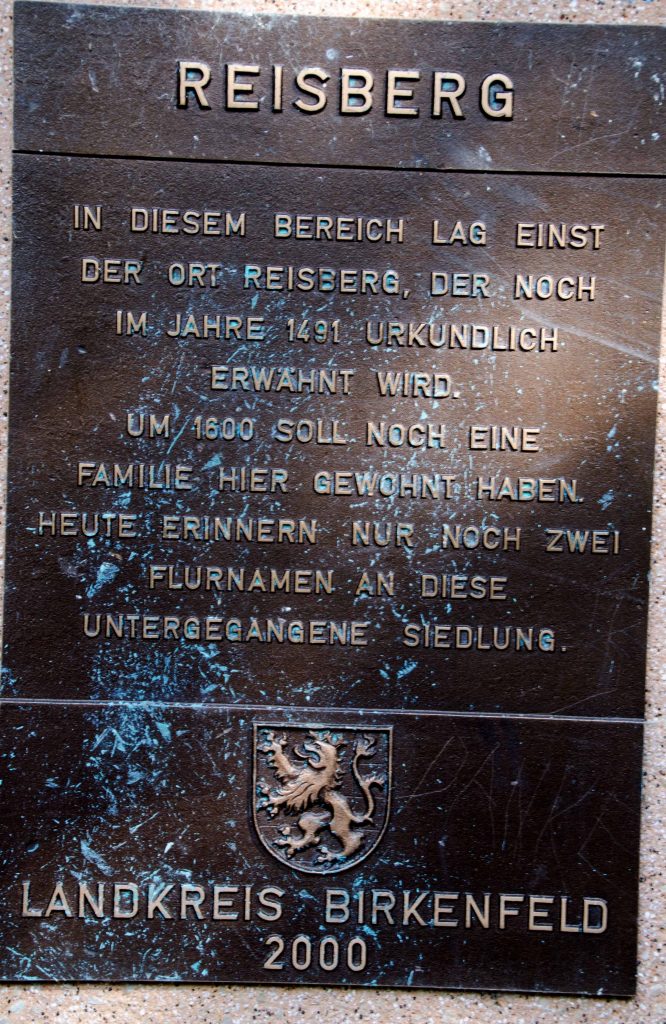 REISBERG
IN DIESEM BEREICH LAG EINST
DER ORT REISBERG, DER NOCH
IM JAHRE 1491 URKUNDLICH
ERWÄHNT WIRD.
UM 1600 SOLL NOCH EINE
FAMILIE HIER GEWOHNT HABEN.
HEUTE ERINNERN NUR NOCH ZWEI
FLURNAMEN AN DIESE
UNTERGEGANGENE SIEDLUNG.
LANDKREIS BIRKENFELD
2000